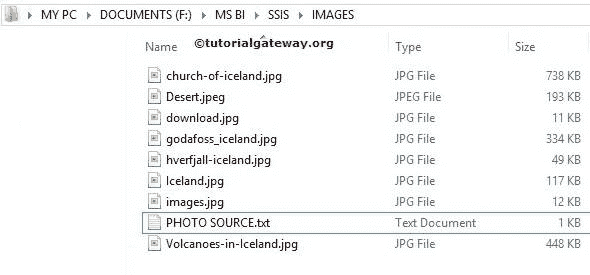 MY PC ▸ DOCUMENTS (F:) ▸ MS BI ▸ SSIS ▸ IMAGES
©tutorialgateway.org
Name Type Size
church-of-iceland.jpg JPG File 738 KB
Desert.jpeg JPEG File 193 KB
download.jpg JPG File 11 KB
godafoss_iceland.jpg JPG File 334 KB
hverfjall-iceland.jpg JPG File 49 KB
Iceland.jpg JPG File 117 KB
images.jpg JPG File 12 KB
PHOTO SOURCE.txt Text Document 1 KB
Volcanoes-in-Iceland.jpg JPG File 448 KB